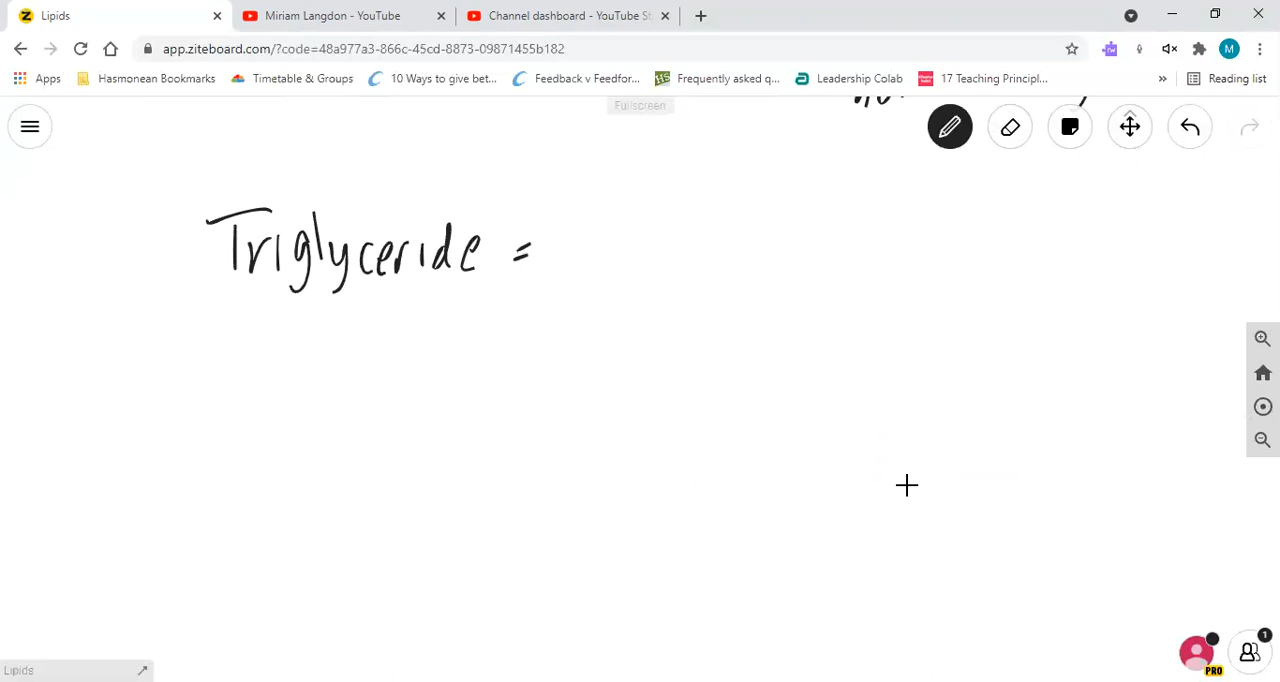 Lipids
Miriam Langdon - YouTube
Channel dashboard - YouTube St
app.ziteboard.com/?code=48a977a3-866c-45cd-8873-09871455b182
M
Apps
Hasmonean Bookmarks
Timetable & Groups
10 Ways to give bet...
Feedback v Feedfor...
Frequently asked q...
Leadership Colab
17 Teaching Principl...
»
Reading list
Fullscreen
Triglyceride =
Lipids
PRO
1